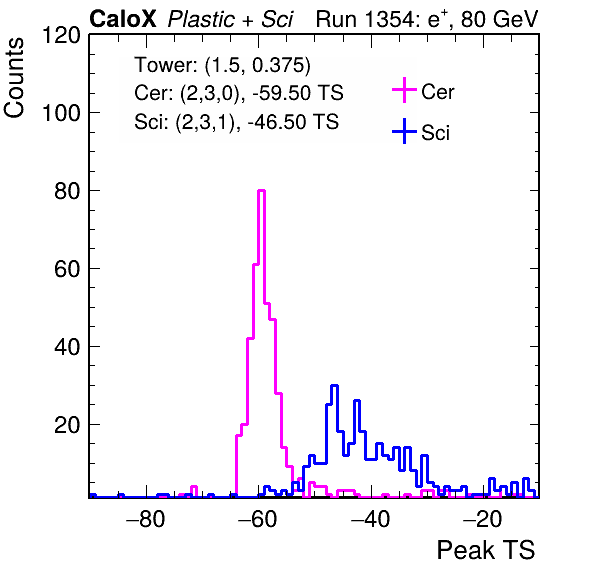 CaloX Plastic + Sci Run 1354: e⁺, 80 GeV
Counts
120
100
80
60
40
20
Tower: (1.5, 0.375)
Cer: (2,3,0), -59.50 TS
Sci: (2,3,1), -46.50 TS
Cer
Sci
−80 −60 −40 −20
Peak TS